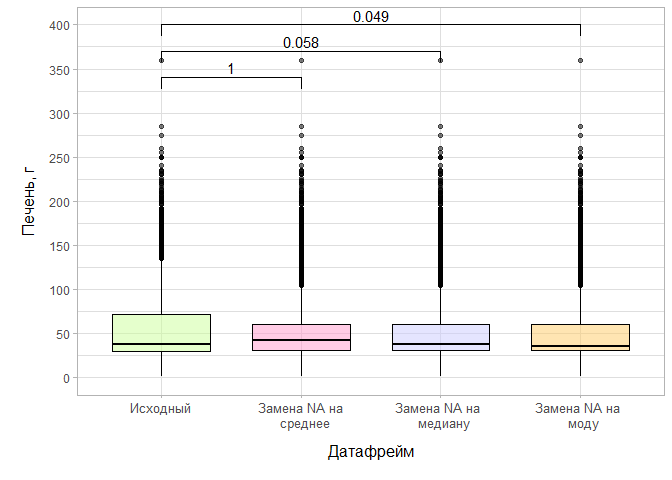 0.049
0.058
1
400
350
300
250
200
150
100
50
0
Печень, г
Исходный
Замена NA на
среднее
Замена NA на
медиану
Замена NA на
моду
Датафрейм